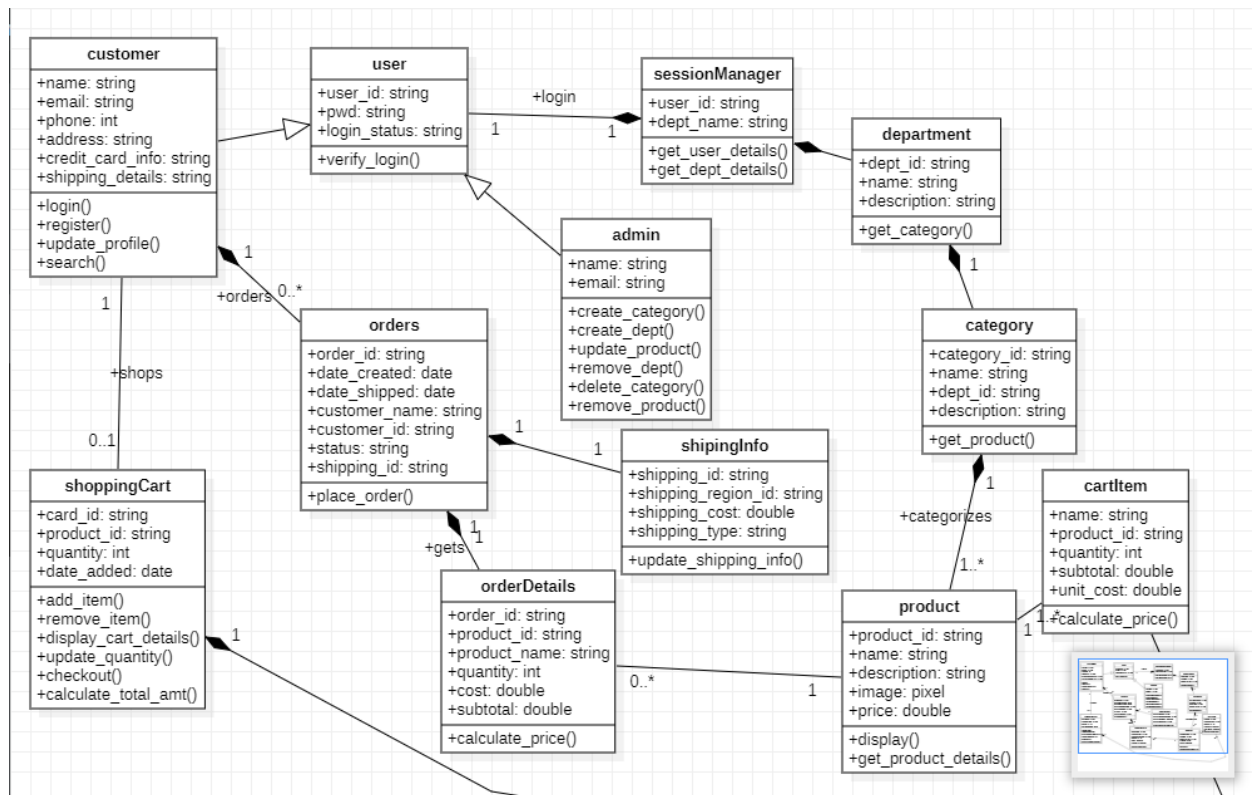 customer
+name: string
+email: string
+phone: int
+address: string
+credit_card_info: string
+shipping_details: string
+login()
+register()
+update_profile()
+search()
user
+user_id: string
+pwd: string
+login_status: string
+verify_login()
+login
1
1
sessionManager
+user_id: string
+dept_name: string
+get_user_details()
+get_dept_details()
department
+dept_id: string
+name: string
+description: string
+get_category()
1
admin
+name: string
+email: string
+create_category()
+create_dept()
+update_product()
+remove_dept()
+delete_category()
+remove_product()
1
+orders
0..*
1
+shops
0..1
orders
+order_id: string
+date_created: date
+date_shipped: date
+customer_name: string
+customer_id: string
+status: string
+shipping_id: string
+place_order()
1
1
shipingInfo
+shipping_id: string
+shipping_region_id: string
+shipping_cost: double
+shipping_type: string
+update_shipping_info()
category
+category_id: string
+name: string
+dept_id: string
+description: string
+get_product()
1
+categorizes
1..*
cartItem
+name: string
+product_id: string
+quantity: int
+subtotal: double
+unit_cost: double
+calculate_price()
1..*
1
shoppingCart
+card_id: string
+product_id: string
+quantity: int
+date_added: date
+add_item()
+remove_item()
+display_cart_details()
+update_quantity()
+checkout()
+calculate_total_amt()
1
1
1
+gets
orderDetails
+order_id: string
+product_id: string
+product_name: string
+quantity: int
+cost: double
+subtotal: double
+calculate_price()
0..*
1
product
+product_id: string
+name: string
+description: string
+image: pixel
+price: double
+display()
+get_product_details()